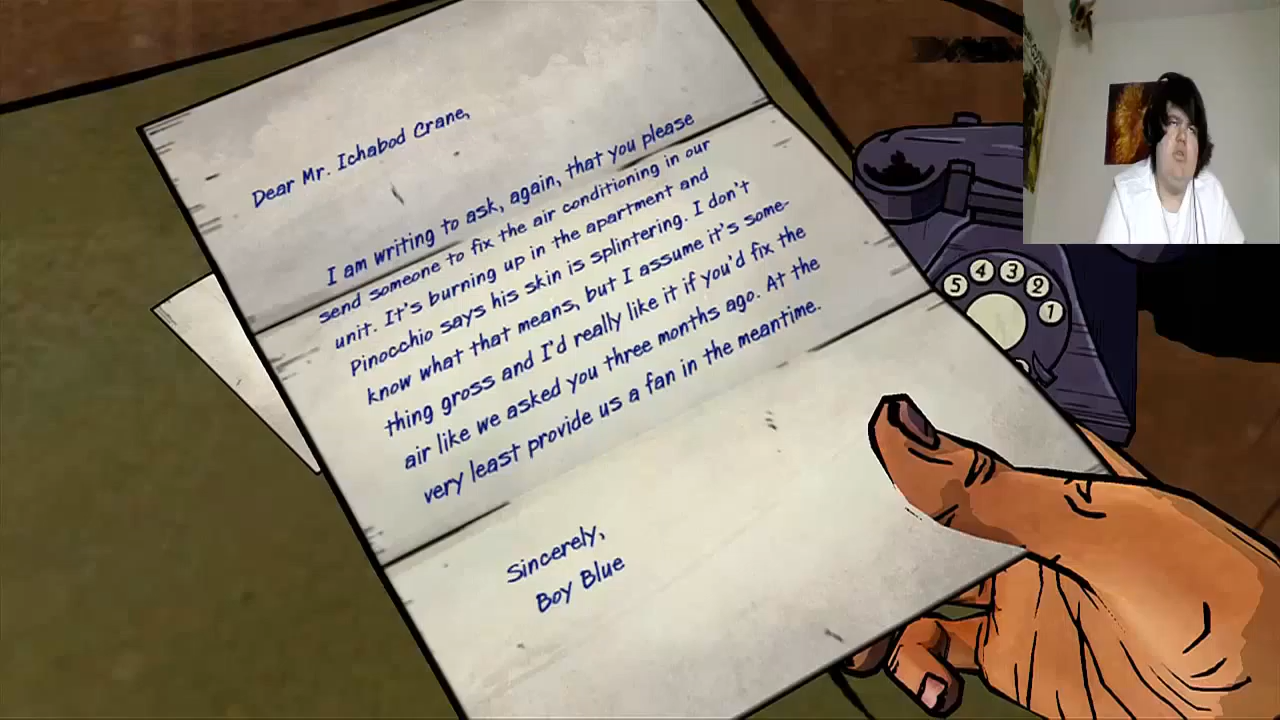 Dear Mr. Ichabod Crane,
I am writing to ask, again, that you please
send someone to fix the air conditioning in our
unit. It's burning up in the apartment and
Pinocchio says his skin is splintering. I don't
know what that means, but I assume it's some-
thing gross and I'd really like it if you'd fix the
air like we asked you three months ago. At the
very least provide us a fan in the meantime.
Sincerely,
Boy Blue
5 4 3 2 1